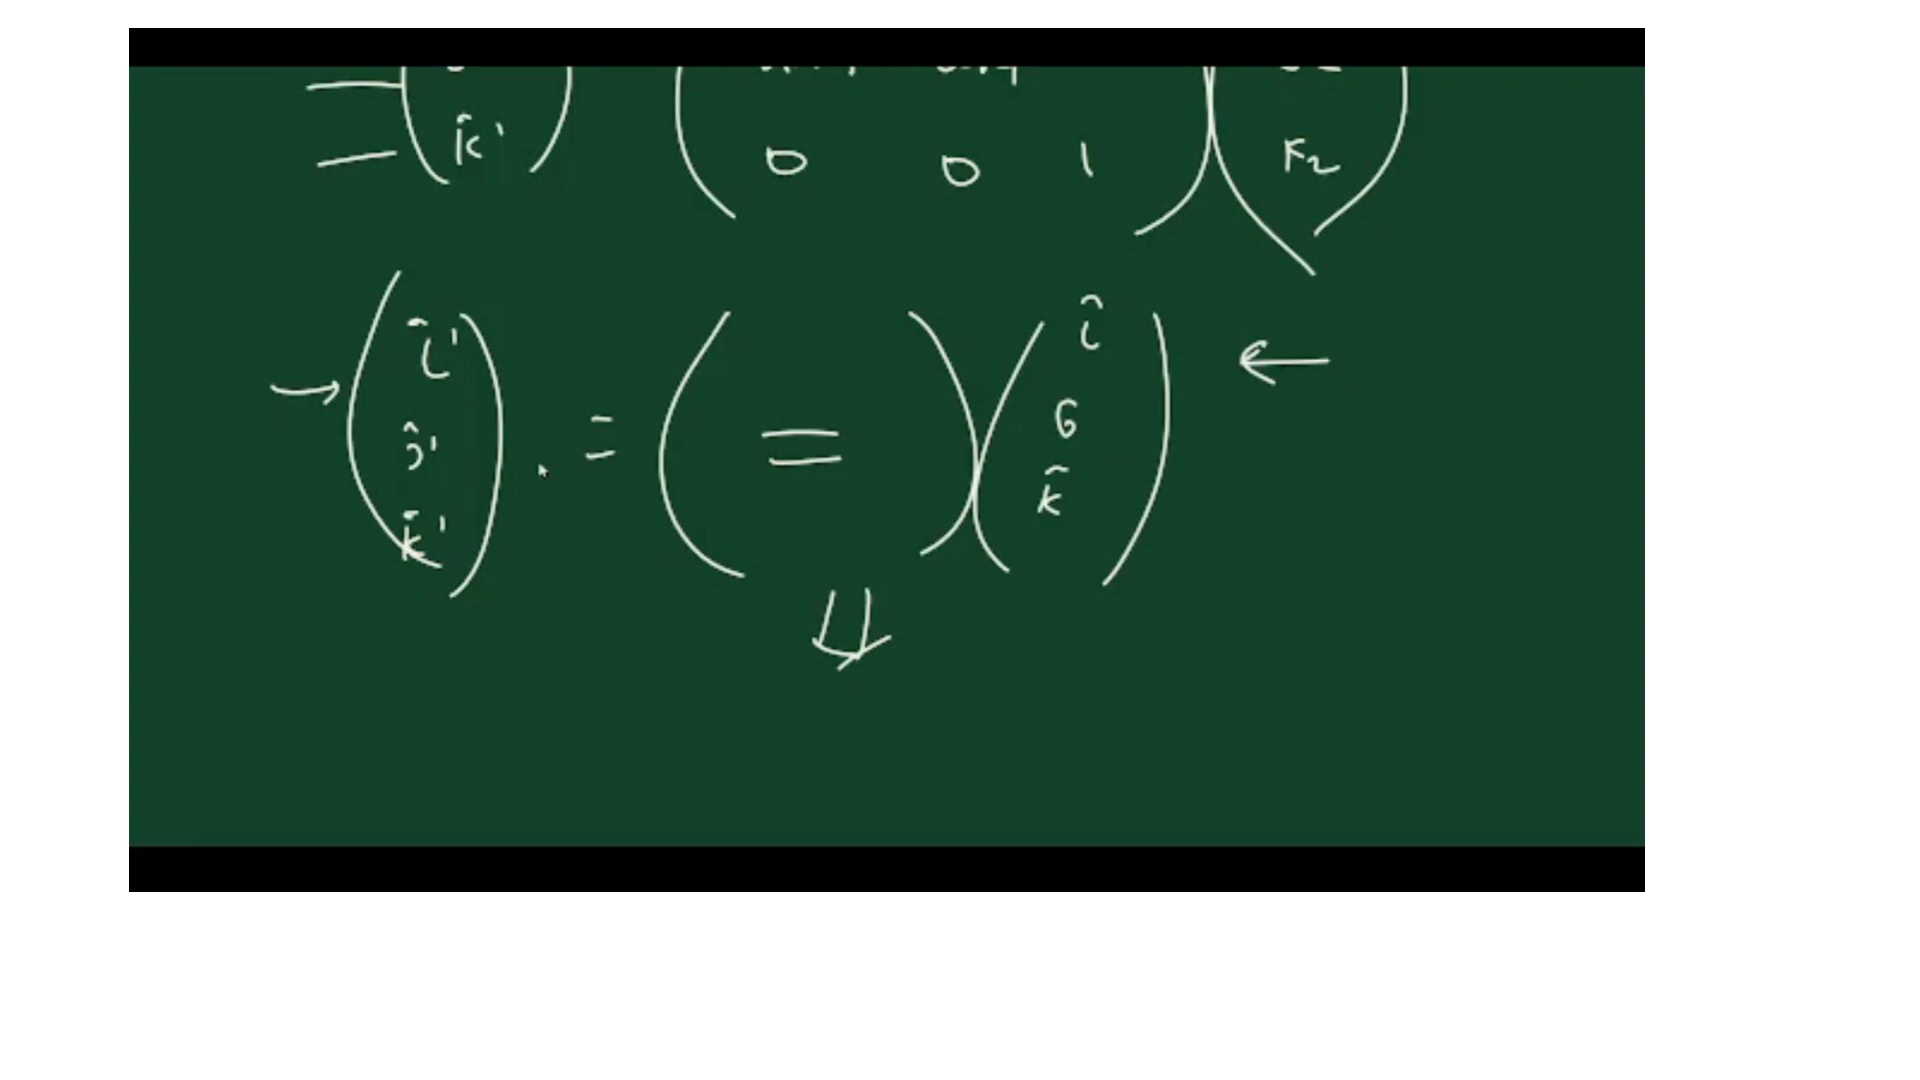 k̂'
0 0 1
k₂
→ ( î' ) = ( = ) ( î ) ←
ĵ' ĵ
k̂' k̂
⇓